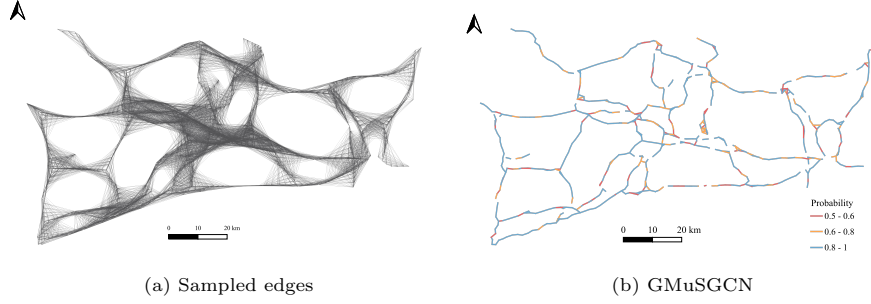 0 10 20 km
(a) Sampled edges
Probability
0.5 - 0.6
0.6 - 0.8
0.8 - 1
0 10 20 km
(b) GMuSGCN